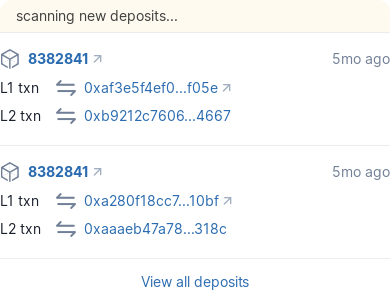 scanning new deposits...
8382841 5mo ago
L1 txn 0xaf3e5f4ef0...f05e
L2 txn 0xb9212c7606...4667
8382841 5mo ago
L1 txn 0xa280f18cc7...10bf
L2 txn 0xaaaeb47a78...318c
View all deposits